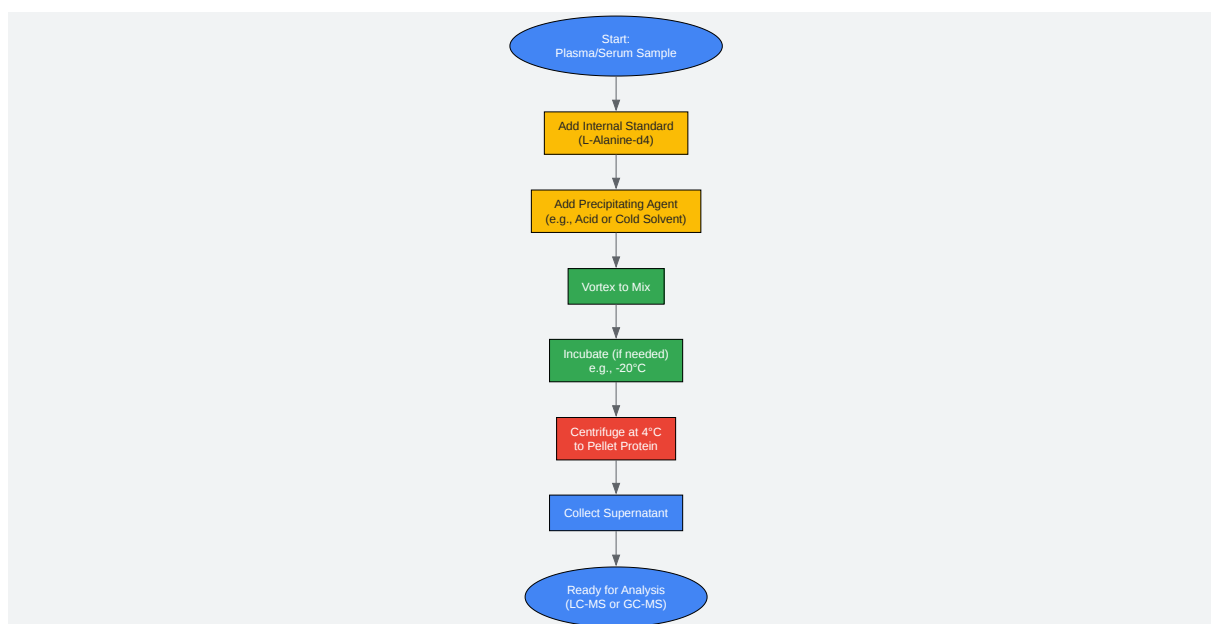 Start:
Plasma/Serum Sample
Add Internal Standard
(L-Alanine-d4)
Add Precipitating Agent
(e.g., Acid or Cold Solvent)
Vortex to Mix
Incubate (if needed)
e.g., -20°C
Centrifuge at 4°C
to Pellet Protein
Collect Supernatant
Ready for Analysis
(LC-MS or GC-MS)